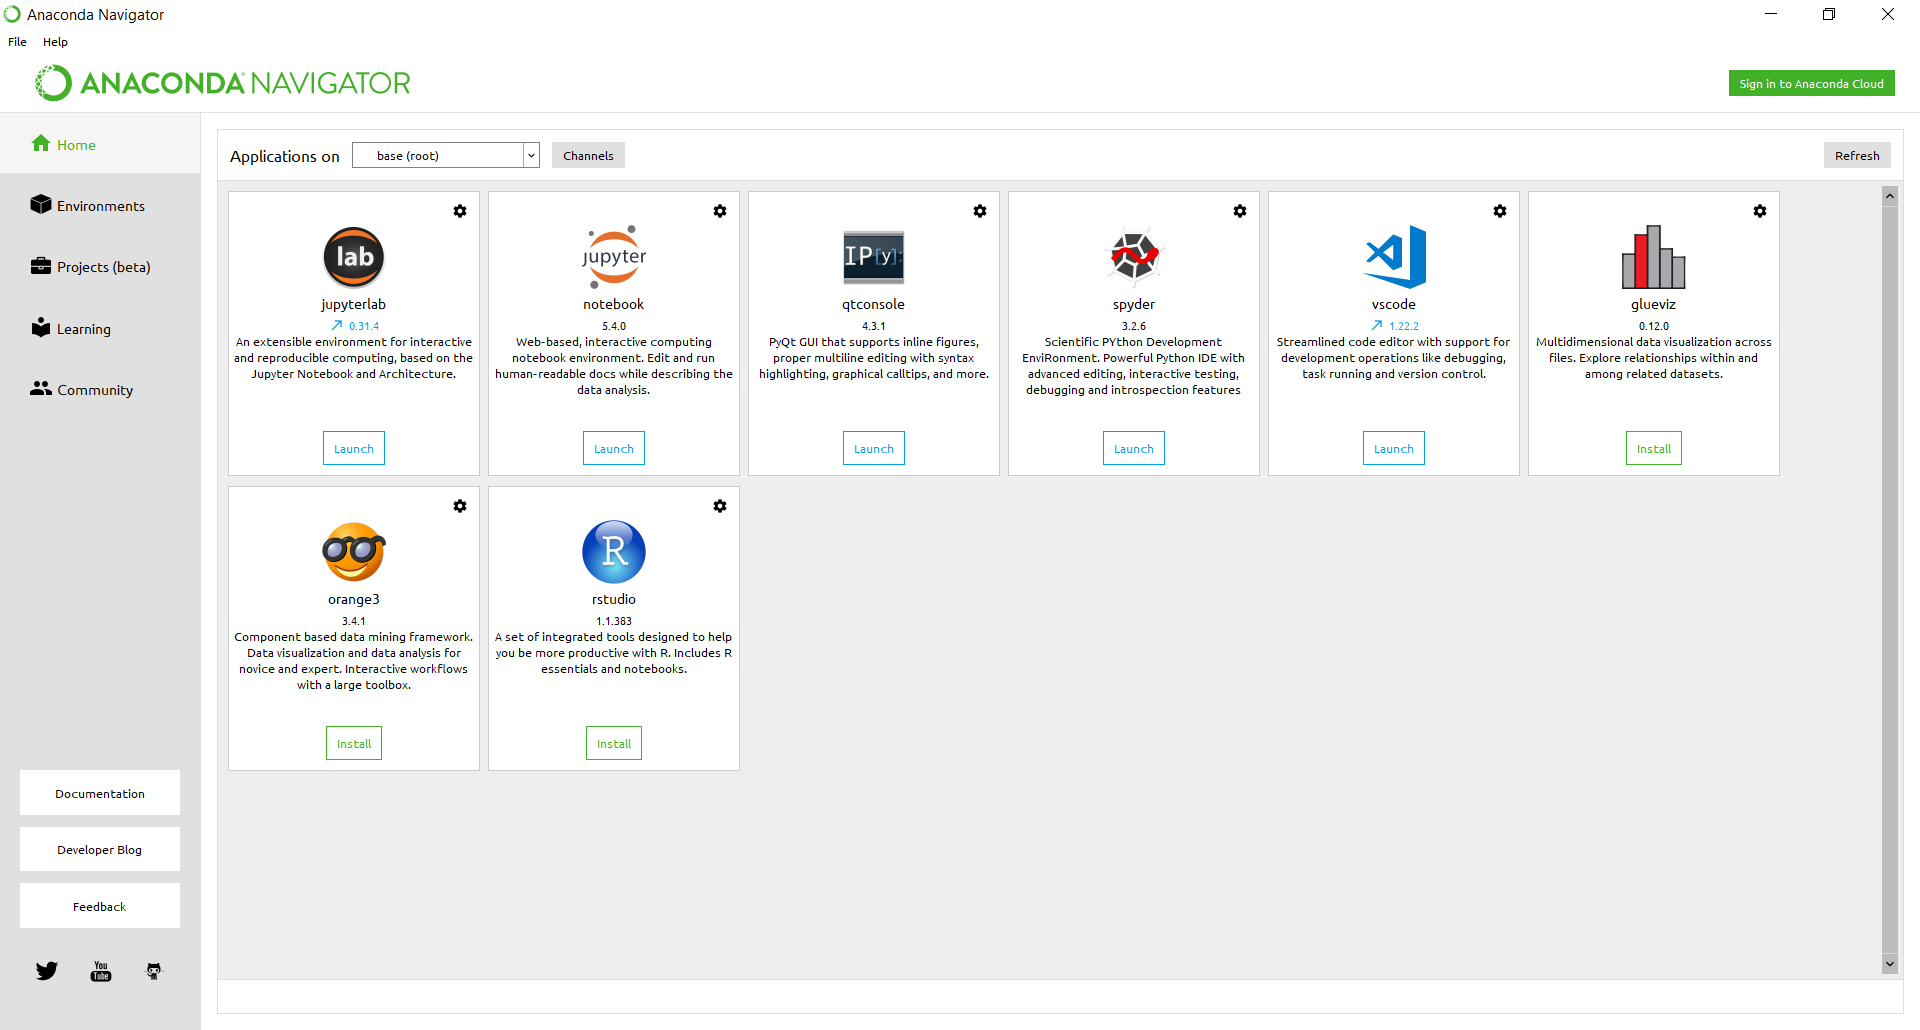 Anaconda Navigator
File Help
ANACONDA NAVIGATOR
Sign in to Anaconda Cloud
Home
Environments
Projects (beta)
Learning
Community
Documentation
Developer Blog
Feedback
You
Tube
Applications on base (root) Channels Refresh
lab
jupyterlab
0.31.4
An extensible environment for interactive
and reproducible computing, based on the
Jupyter Notebook and Architecture.
Launch
jupyter
notebook
5.4.0
Web-based, interactive computing
notebook environment. Edit and run
human-readable docs while describing the
data analysis.
Launch
IP[y]:
qtconsole
4.3.1
PyQt GUI that supports inline figures,
proper multiline editing with syntax
highlighting, graphical calltips, and more.
Launch
spyder
3.2.6
Scientific PYthon Development
EnviRonment. Powerful Python IDE with
advanced editing, interactive testing,
debugging and introspection features
Launch
vscode
1.22.2
Streamlined code editor with support for
development operations like debugging,
task running and version control.
Launch
glueviz
0.12.0
Multidimensional data visualization across
files. Explore relationships within and
among related datasets.
Install
orange3
3.4.1
Component based data mining framework.
Data visualization and data analysis for
novice and expert. Interactive workflows
with a large toolbox.
Install
R
rstudio
1.1.383
A set of integrated tools designed to help
you be more productive with R. Includes R
essentials and notebooks.
Install